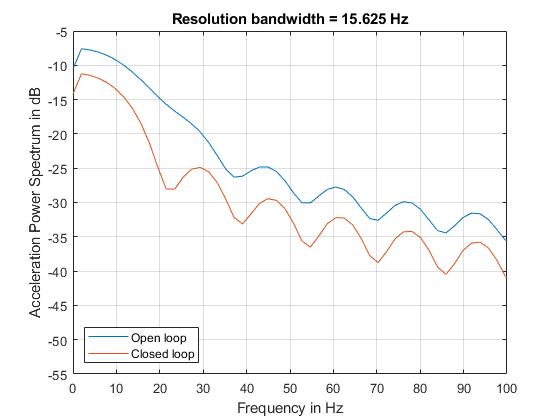 Resolution bandwidth = 15.625 Hz
Acceleration Power Spectrum in dB
-5
-10
-15
-20
-25
-30
-35
-40
-45
-50
-55
Open loop
Closed loop
0 10 20 30 40 50 60 70 80 90 100
Frequency in Hz